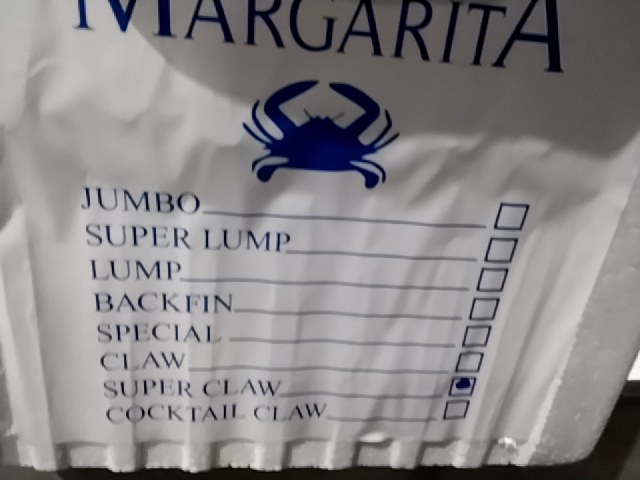 MARGARITA
JUMBO
SUPER LUMP
LUMP
BACKFIN
SPECIAL
CLAW
SUPER CLAW
COCKTAIL CLAW